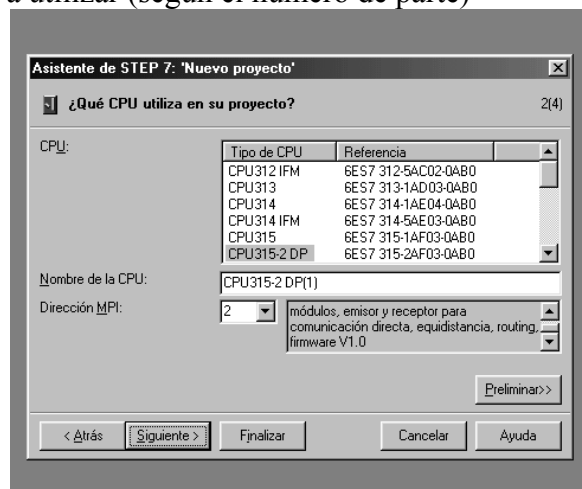 a utilizar (según el número de parte)
Asistente de STEP 7: 'Nuevo proyecto'
¿Qué CPU utiliza en su proyecto?
2(4)
CPU:
Tipo de CPU Referencia
CPU312 IFM 6ES7 312-5AC02-0AB0
CPU313 6ES7 313-1AD03-0AB0
CPU314 6ES7 314-1AE04-0AB0
CPU314 IFM 6ES7 314-5AE03-0AB0
CPU315 6ES7 315-1AF03-0AB0
CPU315-2 DP 6ES7 315-2AF03-0AB0
Nombre de la CPU: CPU315-2 DP(1)
Dirección MPI: 2
módulos, emisor y receptor para
comunicación directa, equidistancia, routing,
firmware V1.0
Preliminar>>
< Atrás Siguiente > Finalizar Cancelar Ayuda